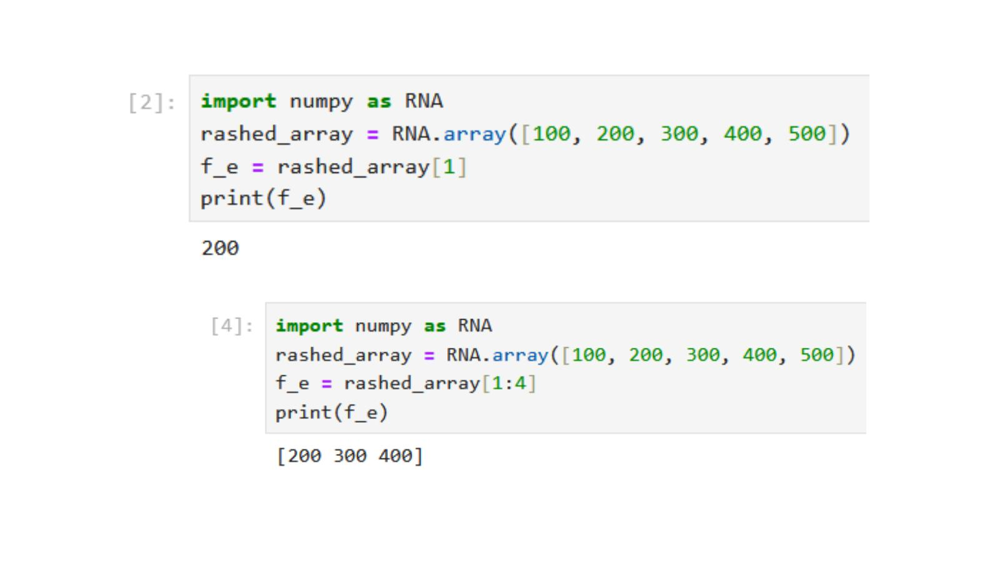 [2]: import numpy as RNA
rashed_array = RNA.array([100, 200, 300, 400, 500])
f_e = rashed_array[1]
print(f_e)
200
[4]: import numpy as RNA
rashed_array = RNA.array([100, 200, 300, 400, 500])
f_e = rashed_array[1:4]
print(f_e)
[200 300 400]